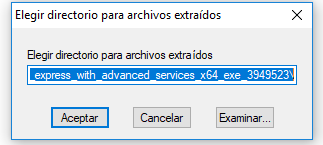 Elegir directorio para archivos extraídos
Elegir directorio para archivos extraídos
_express_with_advanced_services_x64_exe_3949523\
Aceptar
Cancelar
Examinar...